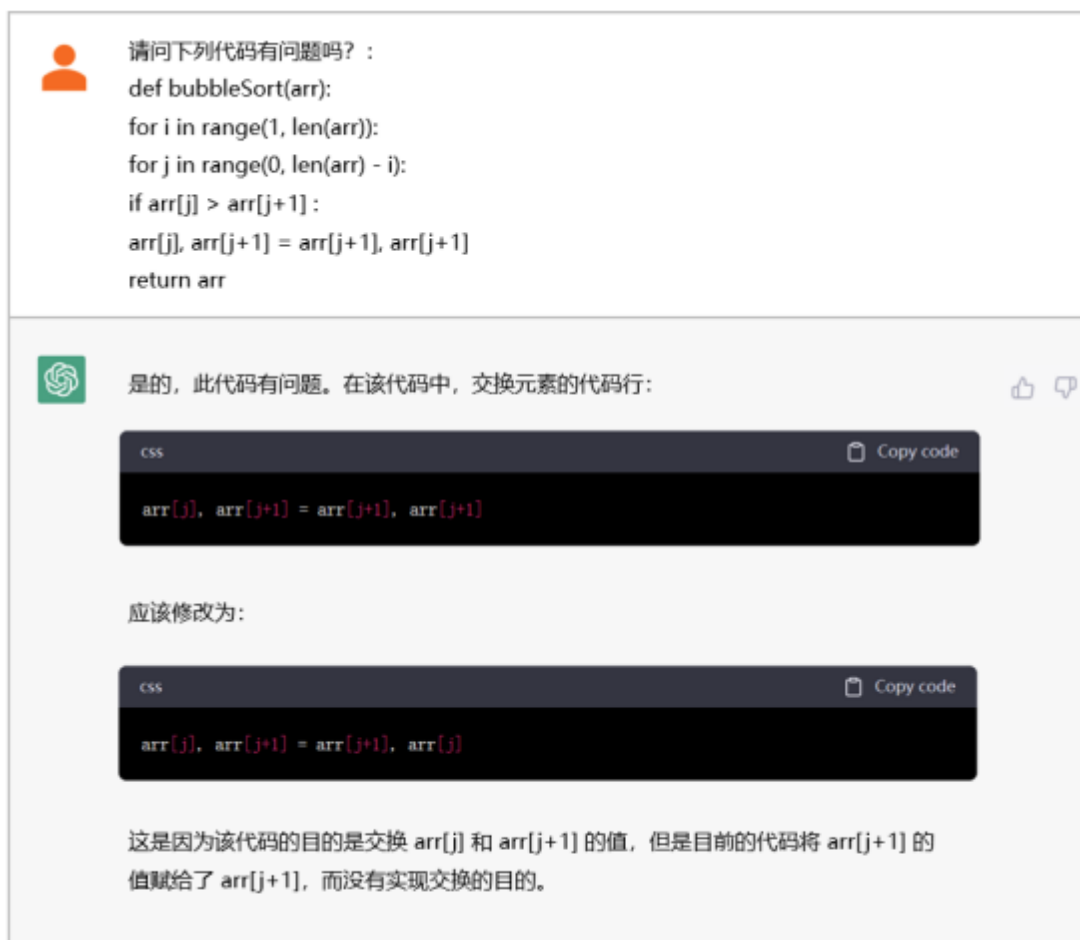 请问下列代码有问题吗？：
def bubbleSort(arr):
for i in range(1, len(arr)):
for j in range(0, len(arr) - i):
if arr[j] > arr[j+1] :
arr[j], arr[j+1] = arr[j+1], arr[j+1]
return arr
是的，此代码有问题。在该代码中，交换元素的代码行：
css Copy code
arr[j], arr[j+1] = arr[j+1], arr[j+1]
应该修改为：
css Copy code
arr[j], arr[j+1] = arr[j+1], arr[j]
这是因为该代码的目的是交换 arr[j] 和 arr[j+1] 的值，但是目前的代码将 arr[j+1] 的
值赋给了 arr[j+1]，而没有实现交换的目的。